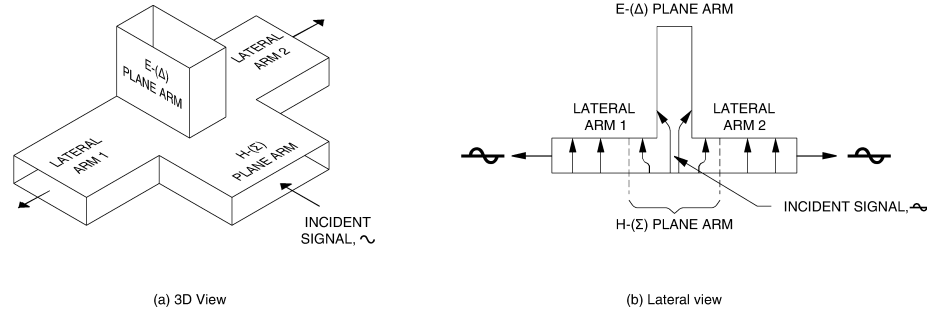 E-(Δ)
PLANE ARM
LATERAL
ARM 2
LATERAL
ARM 1
H-(Σ)
PLANE ARM
INCIDENT
SIGNAL,
(a) 3D View
E-(Δ) PLANE ARM
LATERAL
ARM 1
LATERAL
ARM 2
INCIDENT SIGNAL,
H-(Σ) PLANE ARM
(b) Lateral view